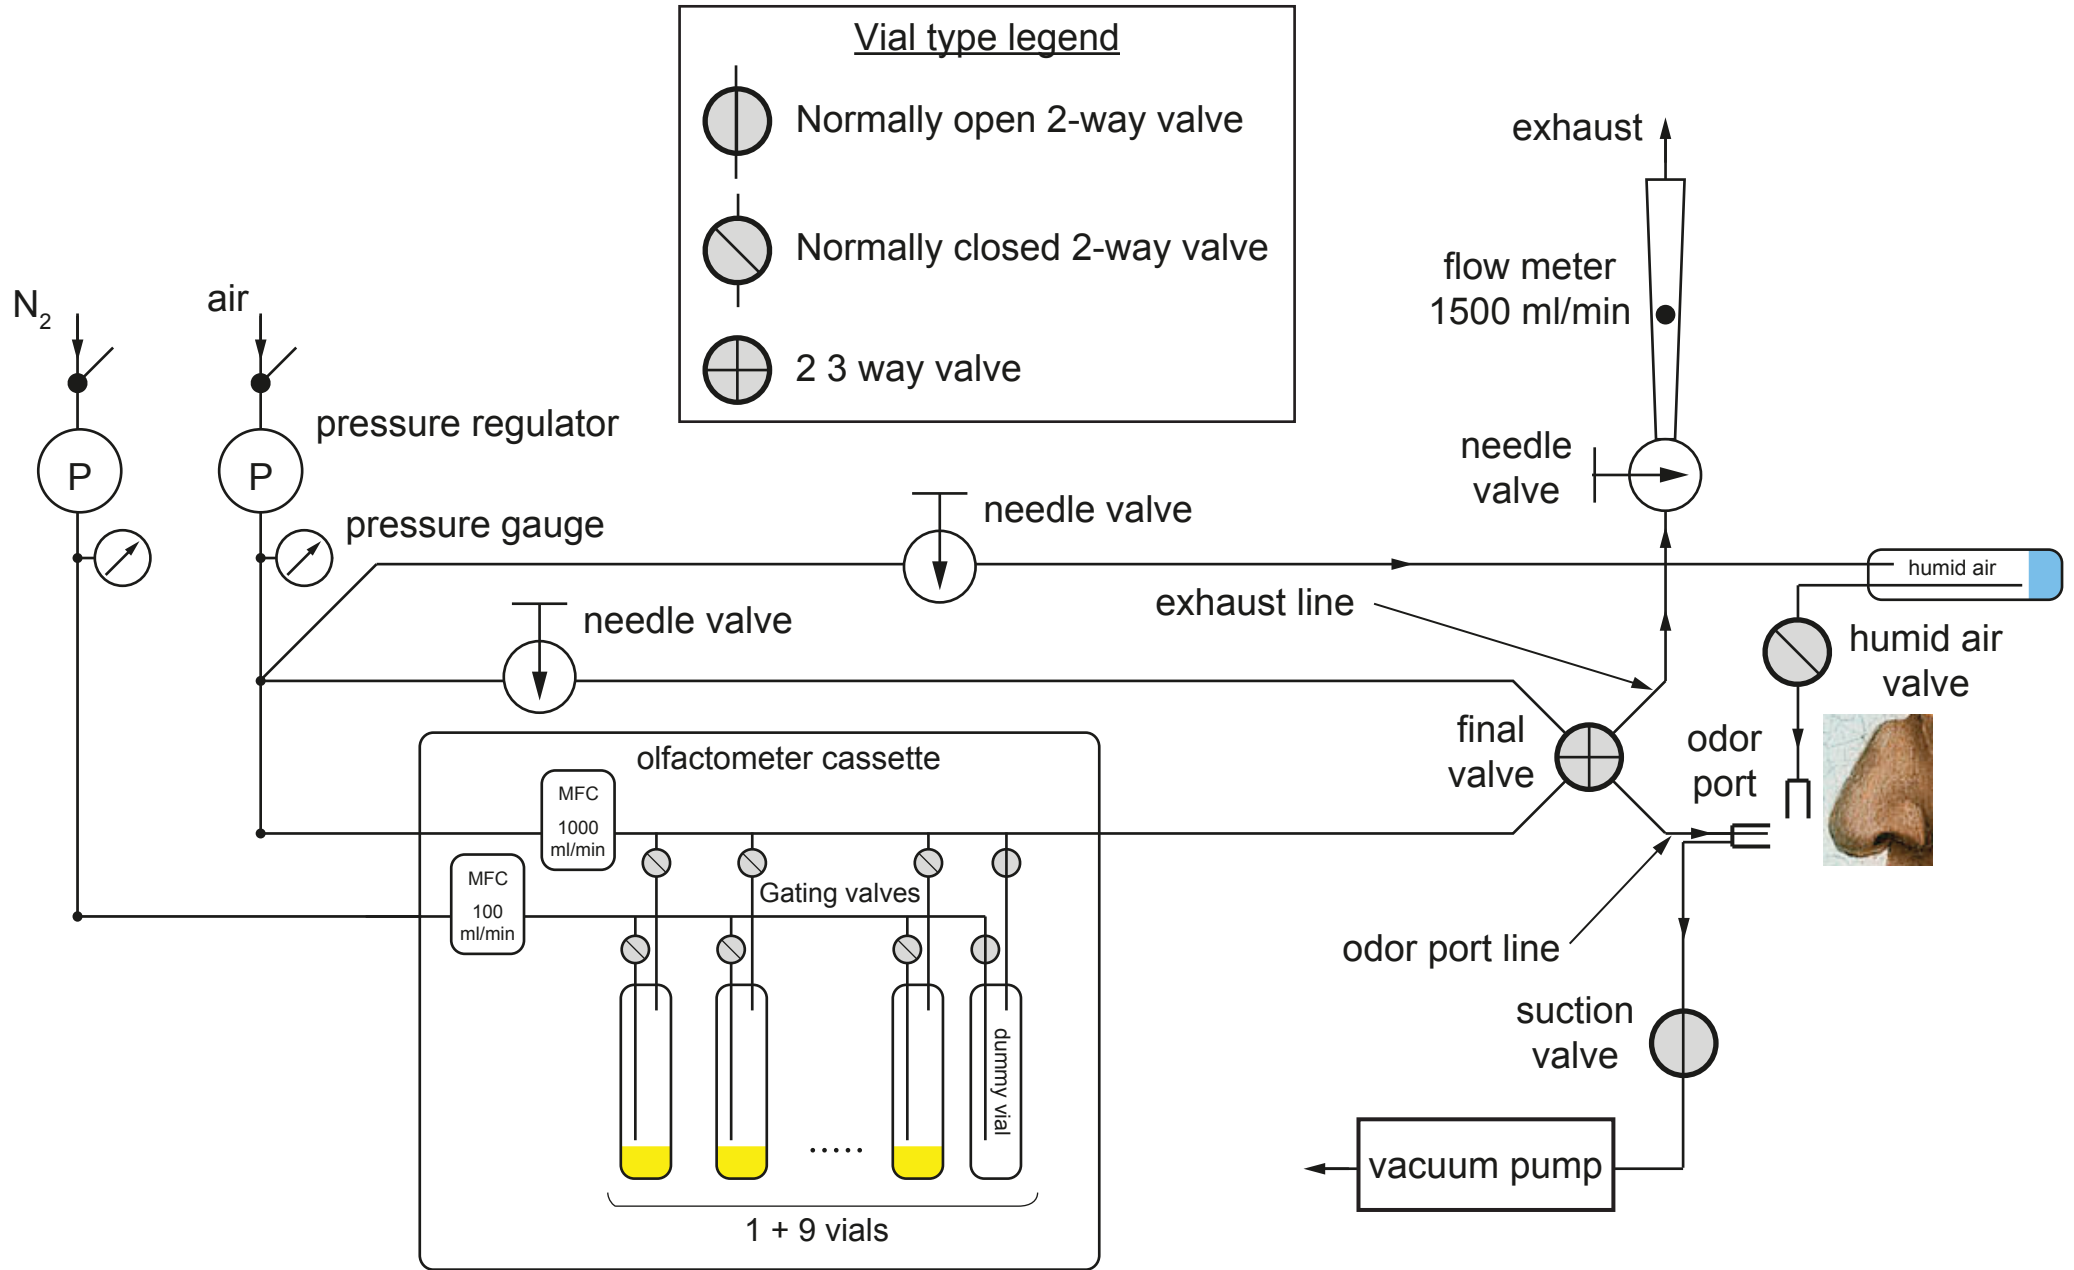 Vial type legend
Normally open 2-way valve
Normally closed 2-way valve
2 3 way valve
exhaust
flow meter
1500 ml/min
needle
valve
N2
air
pressure regulator
P
P
pressure gauge
needle valve
needle valve
exhaust line
humid air
humid air
valve
final
valve
odor
port
olfactometer cassette
MFC
1000
ml/min
MFC
100
ml/min
Gating valves
odor port line
suction
valve
dummy vial
.....
vacuum pump
1 + 9 vials